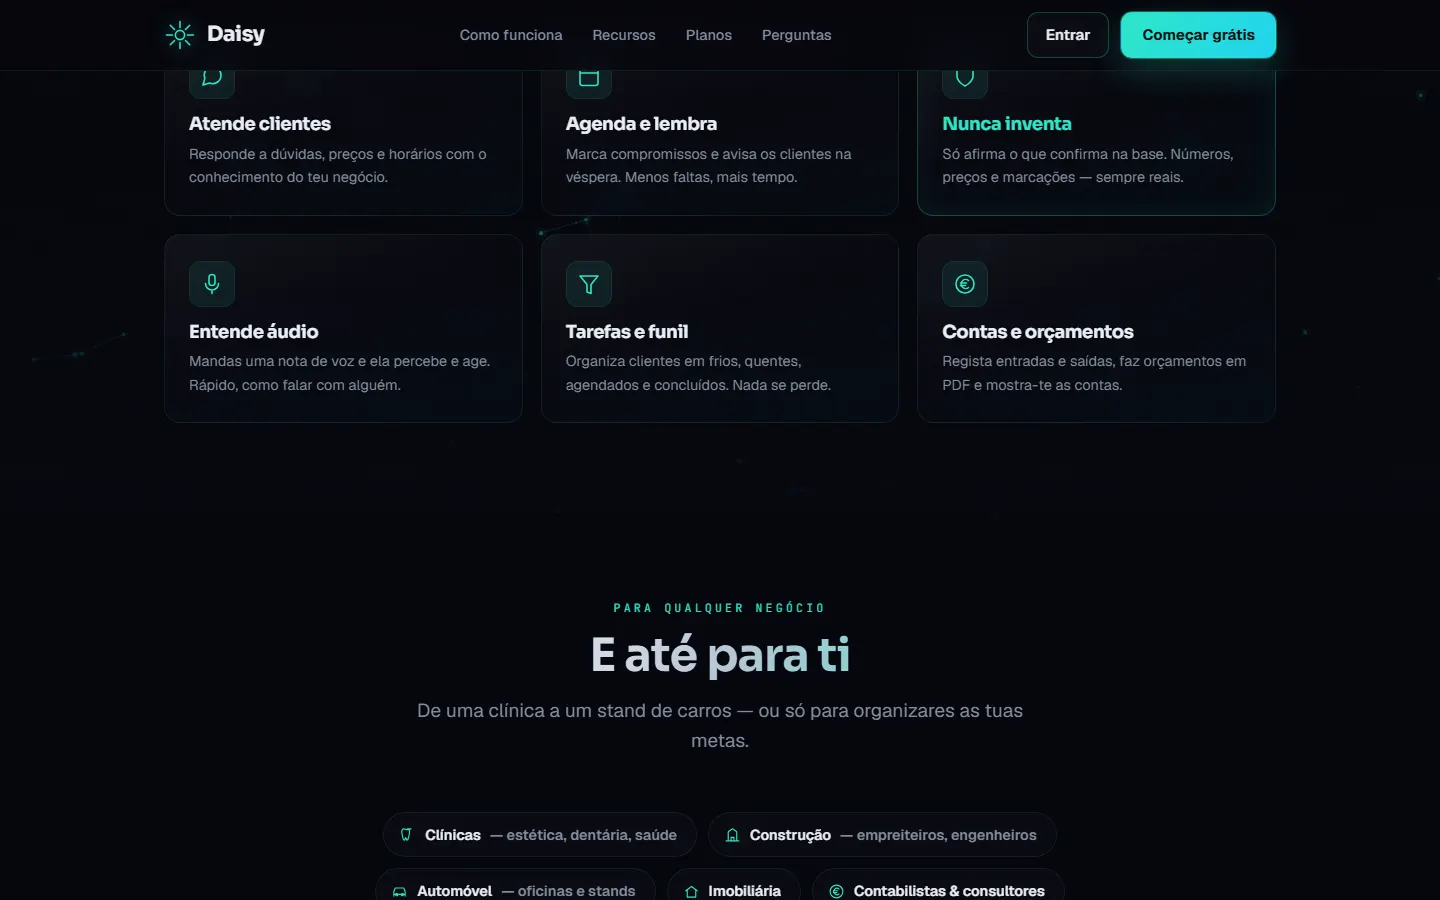 Daisy
Como funciona
Recursos
Planos
Perguntas
Entrar
Começar grátis
Atende clientes
Responde a dúvidas, preços e horários com o
conhecimento do teu negócio.
Agenda e lembra
Marca compromissos e avisa os clientes na
véspera. Menos faltas, mais tempo.
Nunca inventa
Só afirma o que confirma na base. Números,
preços e marcações — sempre reais.
Entende áudio
Mandas uma nota de voz e ela percebe e age.
Rápido, como falar com alguém.
Tarefas e funil
Organiza clientes em frios, quentes,
agendados e concluídos. Nada se perde.
Contas e orçamentos
Regista entradas e saídas, faz orçamentos em
PDF e mostra-te as contas.
PARA QUALQUER NEGÓCIO
E até para ti
De uma clínica a um stand de carros — ou só para organizares as tuas
metas.
Clínicas — estética, dentária, saúde
Construção — empreiteiros, engenheiros
Automóvel — oficinas e stands
Imobiliária
Contabilistas & consultores